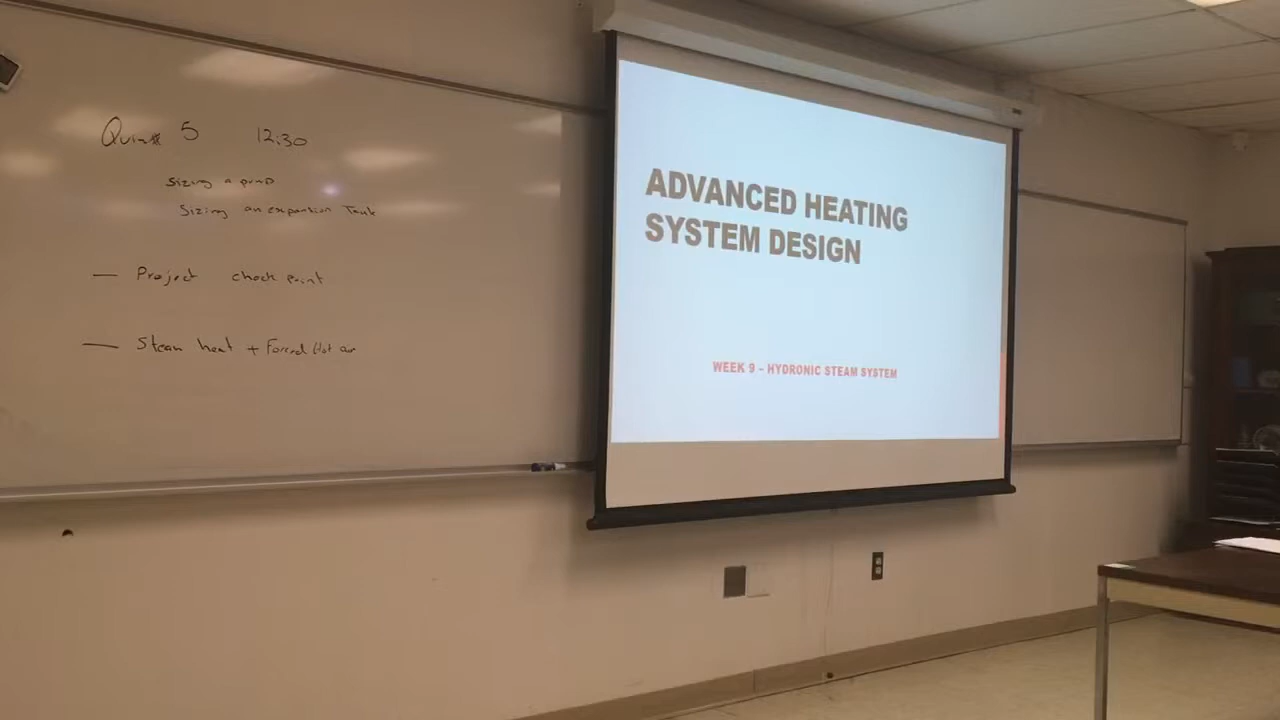 Quiz# 5 12:30
Sizing a pump
Sizing an expantion Tank
— Project check point
— Steam heat + Forced Hot air
ADVANCED HEATING
SYSTEM DESIGN
WEEK 9 – HYDRONIC STEAM SYSTEM